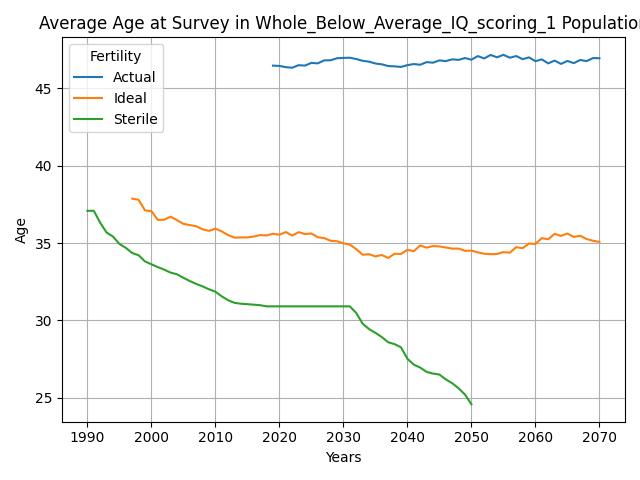 Average Age at Survey in Whole_Below_Average_IQ_scoring_1 Population
Fertility
Actual
Ideal
Sterile
Age
45
40
35
30
25
1990 2000 2010 2020 2030 2040 2050 2060 2070
Years